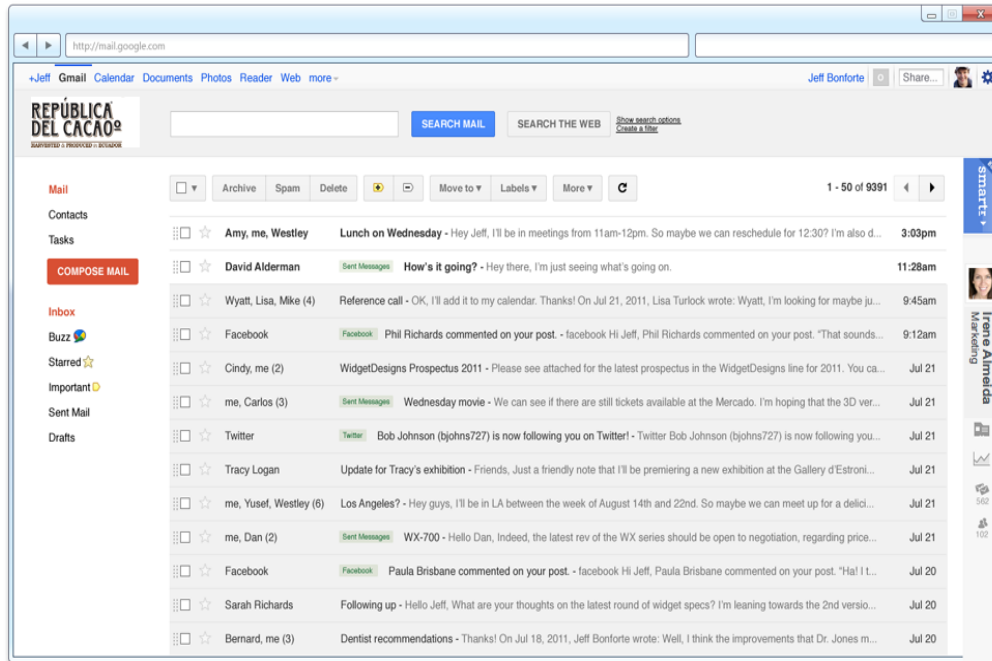 http://mail.google.com
+Jeff Gmail Calendar Documents Photos Reader Web more
Jeff Bonforte 0 Share...
REPÚBLICA
DEL CACAOº
HARVESTED & PRODUCED IN ECUADOR
SEARCH MAIL
SEARCH THE WEB
Show search options
Create a filter
Mail
Contacts
Tasks
COMPOSE MAIL
Inbox
Buzz
Starred
Important
Sent Mail
Drafts
Archive Spam Delete Move to Labels More C 1 - 50 of 9391
Amy, me, Westley Lunch on Wednesday - Hey Jeff, I'll be in meetings from 11am-12pm. So maybe we can reschedule for 12:30? I'm also d... 3:03pm
David Alderman Sent Messages How's it going? - Hey there, I'm just seeing what's going on. 11:28am
Wyatt, Lisa, Mike (4) Reference call - OK, I'll add it to my calendar. Thanks! On Jul 21, 2011, Lisa Turlock wrote: Wyatt, I'm looking for maybe ju... 9:45am
Facebook Facebook Phil Richards commented on your post. - facebook Hi Jeff, Phil Richards commented on your post. "That sounds... 9:12am
Cindy, me (2) WidgetDesigns Prospectus 2011 - Please see attached for the latest prospectus in the WidgetDesigns line for 2011. You ca... Jul 21
me, Carlos (3) Sent Messages Wednesday movie - We can see if there are still tickets available at the Mercado. I'm hoping that the 3D ver... Jul 21
Twitter Twitter Bob Johnson (bjohns727) is now following you on Twitter! - Twitter Bob Johnson (bjohns727) is now following you... Jul 21
Tracy Logan Update for Tracy's exhibition - Friends, Just a friendly note that I'll be premiering a new exhibition at the Gallery d'Estroni... Jul 21
me, Yusef, Westley (6) Los Angeles? - Hey guys, I'll be in LA between the week of August 14th and 22nd. So maybe we can meet up for a delici... Jul 21
me, Dan (2) Sent Messages WX-700 - Hello Dan, Indeed, the latest rev of the WX series should be open to negotiation, regarding price... Jul 21
Facebook Facebook Paula Brisbane commented on your post. - facebook Hi Jeff, Paula Brisbane commented on your post. "Ha! I t... Jul 20
Sarah Richards Following up - Hello Jeff, What are your thoughts on the latest round of widget specs? I'm leaning towards the 2nd versio... Jul 20
Bernard, me (3) Dentist recommendations - Thanks! On Jul 18, 2011, Jeff Bonforte wrote: Well, I think the improvements that Dr. Jones m... Jul 20
smartr
Irene Almeida
Marketing
562
102